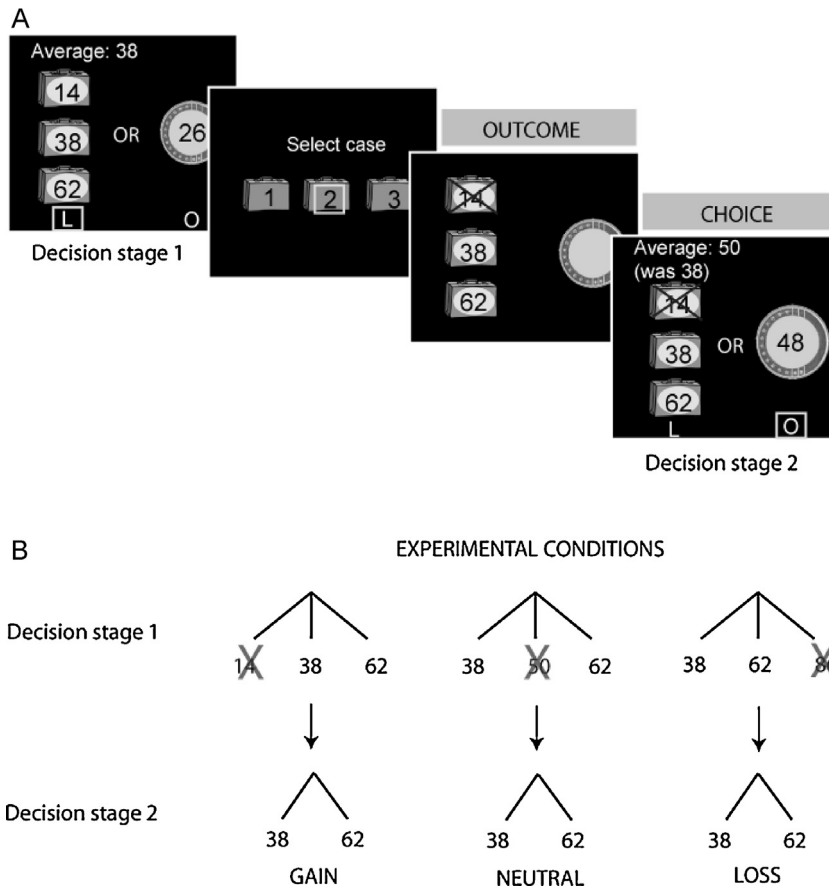 A
Average: 38
14
38 OR 26
62
L O
Decision stage 1
Select case
1 2 3
OUTCOME
14
38
62
CHOICE
Average: 50
(was 38)
14
38 OR 48
62
L O
Decision stage 2
B
EXPERIMENTAL CONDITIONS
Decision stage 1
14 38 62 38 50 62 38 62
Decision stage 2
38 62 38 62 38 62
GAIN NEUTRAL LOSS